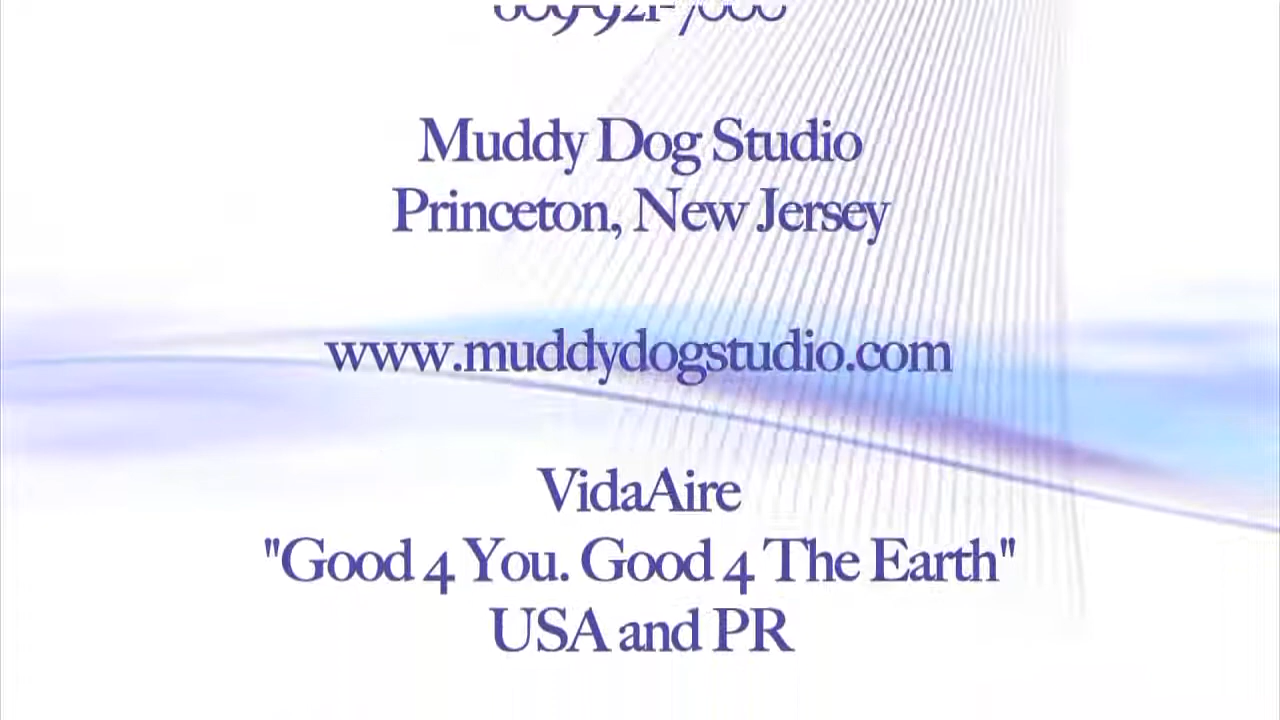 Muddy Dog Studio
Princeton, New Jersey
www.muddydogstudio.com
VidaAire
"Good 4 You. Good 4 The Earth"
USA and PR